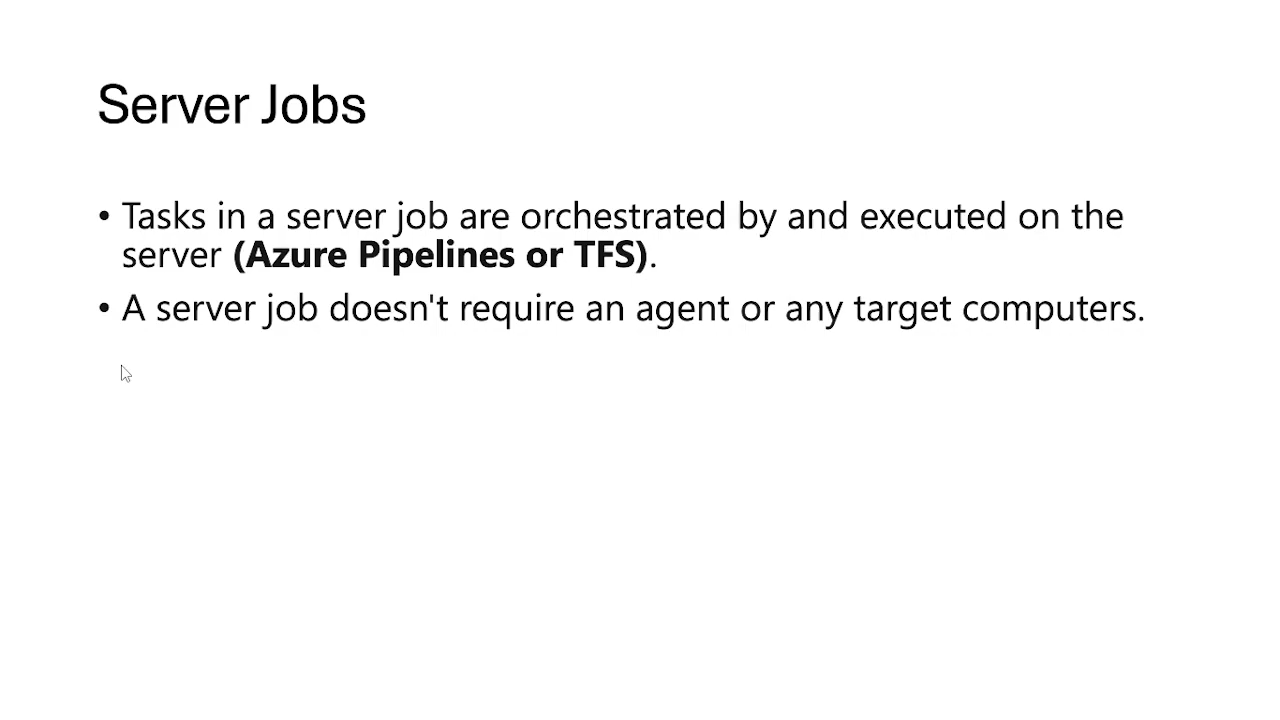 Server Jobs
• Tasks in a server job are orchestrated by and executed on the
server (Azure Pipelines or TFS).
• A server job doesn't require an agent or any target computers.